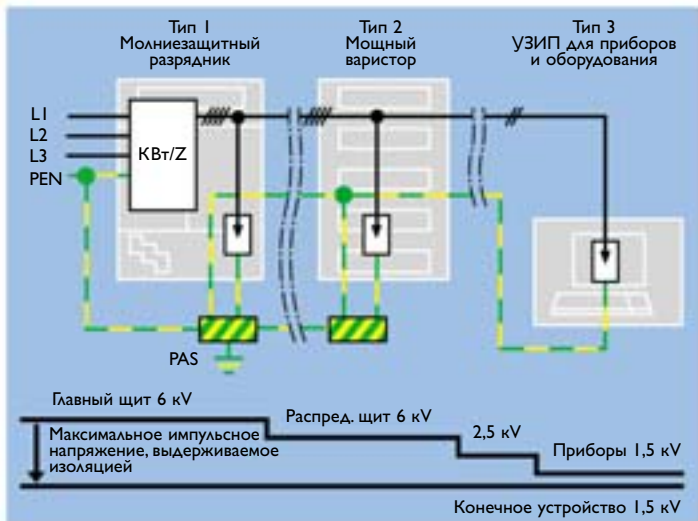 Тип 1
Молниезащитный
разрядник
Тип 2
Мощный
варистор
Тип 3
УЗИП для приборов
и оборудования
L1
L2
L3
PEN
КВт/Z
PAS
Главный щит 6 kV
Распред. щит 6 kV
2,5 kV
Приборы 1,5 kV
Максимальное импульсное
напряжение, выдерживаемое
изоляцией
Конечное устройство 1,5 kV